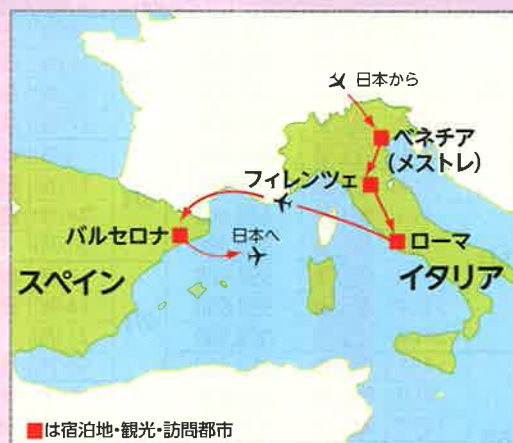 日本から
ベネチア
(メストレ)
フィレンツェ
バルセロナ
日本へ
ローマ
スペイン
イタリア
■は宿泊地・観光・訪問都市